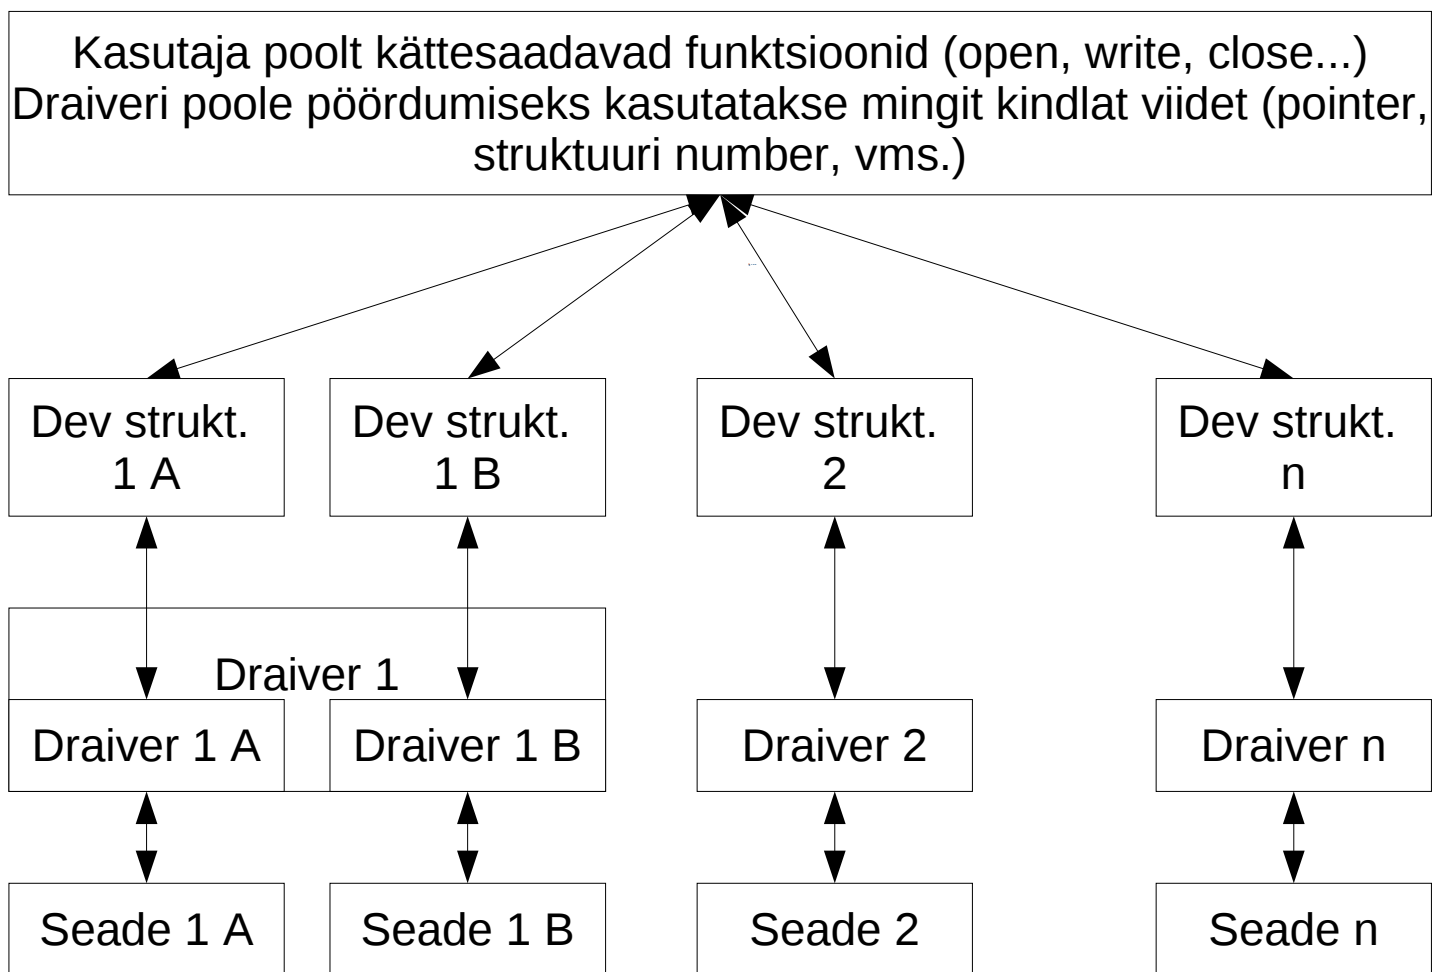 Kasutaja poolt kättesaadavad funktsioonid (open, write, close...)
Draiveri poole pöördumiseks kasutatakse mingit kindlat viidet (pointer,
struktuuri number, vms.)
Dev strukt.
1 A
Dev strukt.
1 B
Dev strukt.
2
Dev strukt.
n
Draiver 1
Draiver 1 A
Draiver 1 B
Draiver 2
Draiver n
Seade 1 A
Seade 1 B
Seade 2
Seade n